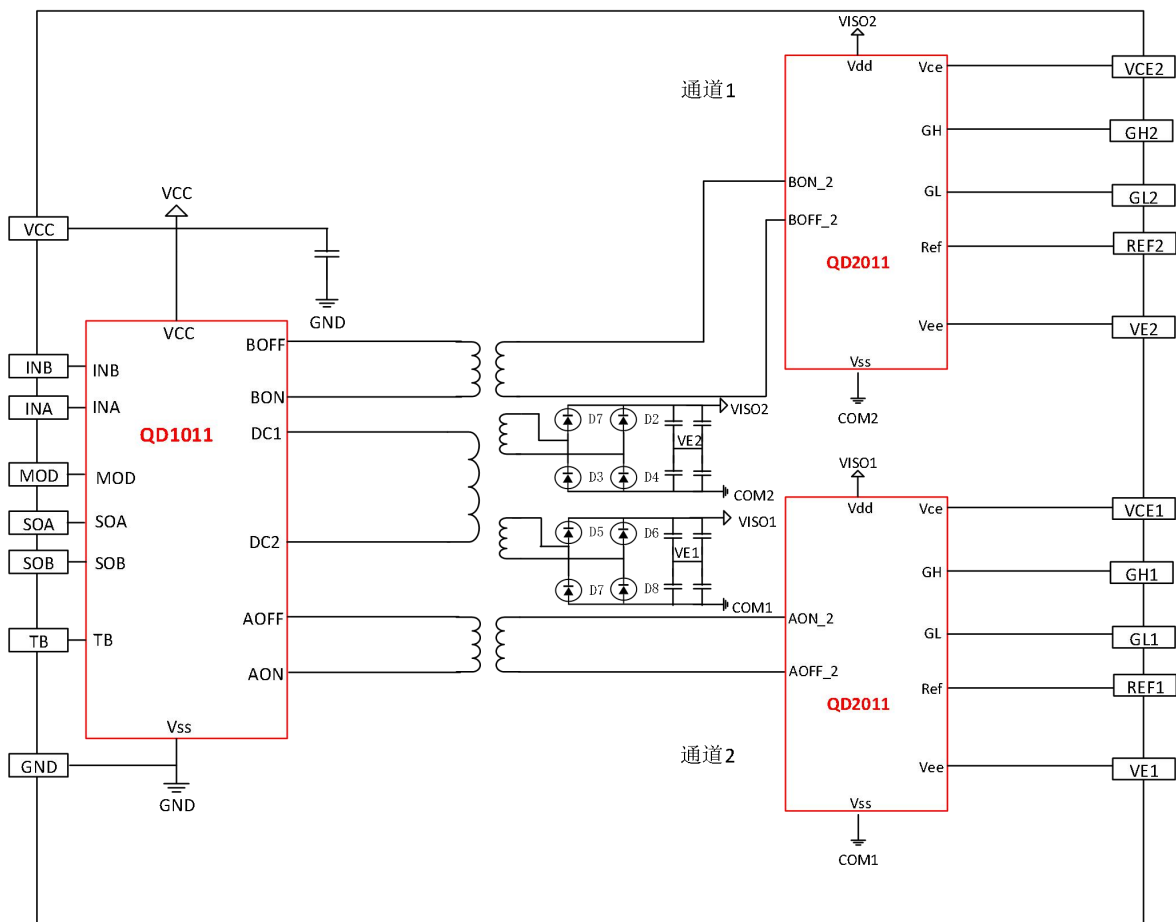 VISO2
Vdd
Vce
VCE2
通道1
GH
GH2
BON_2
GL
GL2
BOFF_2
Ref
REF2
QD2011
Vee
VE2
Vss
COM2
VCC
VCC
GND
VCC
INB
INB
BOFF
INA
INA
BON
QD1011
DC1
MOD
MOD
SOA
SOA
SOB
SOB
DC2
TB
TB
AOFF
AON
Vss
GND
GND
D7
D2
VISO2
VE2
D3
D4
COM2
D5
D6
VISO1
VE1
D7
D8
COM1
VISO1
Vdd
Vce
VCE1
GH
GH1
AON_2
GL
GL1
AOFF_2
Ref
REF1
QD2011
通道2
Vee
VE1
Vss
COM1